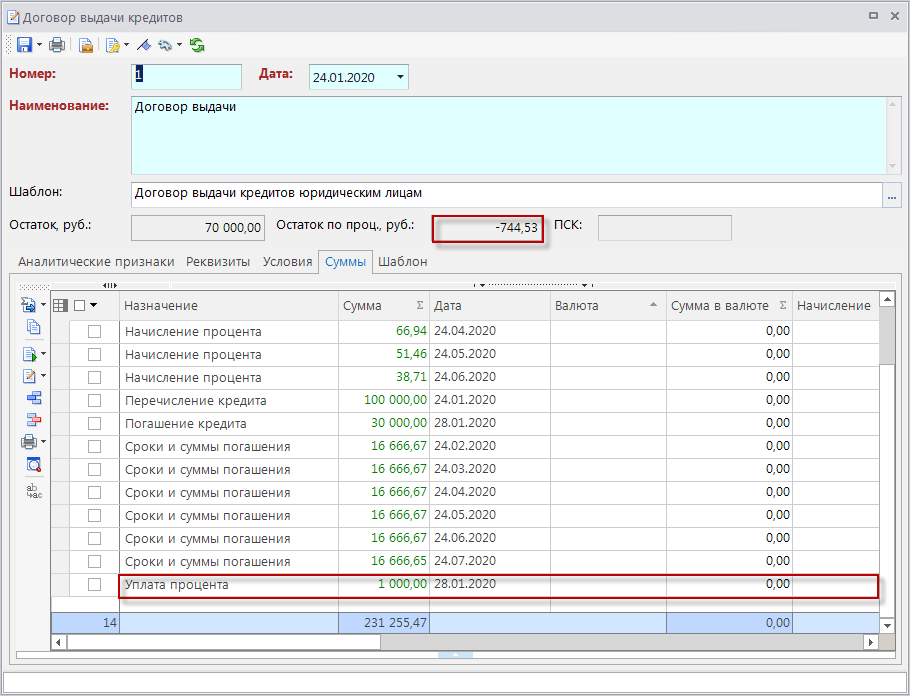 Договор выдачи кредитов
Номер: 1 Дата: 24.01.2020
Наименование: Договор выдачи
Шаблон: Договор выдачи кредитов юридическим лицам ...
Остаток, руб.: 70 000,00 Остаток по проц., руб.: -744,53 ПСК:
Аналитические признаки Реквизиты Условия Суммы Шаблон
Назначение Сумма Σ Дата Валюта Сумма в валюте Σ Начисление
Начисление процента 66,94 24.04.2020 0,00
Начисление процента 51,46 24.05.2020 0,00
Начисление процента 38,71 24.06.2020 0,00
Перечисление кредита 100 000,00 24.01.2020 0,00
Погашение кредита 30 000,00 28.01.2020 0,00
Сроки и суммы погашения 16 666,67 24.02.2020 0,00
Сроки и суммы погашения 16 666,67 24.03.2020 0,00
Сроки и суммы погашения 16 666,67 24.04.2020 0,00
Сроки и суммы погашения 16 666,67 24.05.2020 0,00
Сроки и суммы погашения 16 666,67 24.06.2020 0,00
Сроки и суммы погашения 16 666,65 24.07.2020 0,00
Уплата процента 1 000,00 28.01.2020 0,00
14 231 255,47 0,00